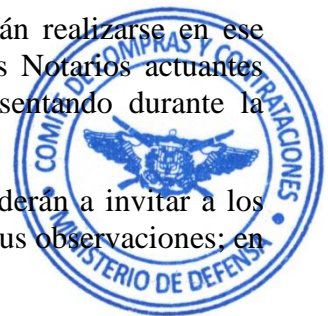 án realizarse en ese
s Notarios actuantes
sentando durante la
derán a invitar a los
us observaciones; en
COMITÉ DE COMPRAS Y CONTRATACIONES
MINISTERIO DE DEFENSA